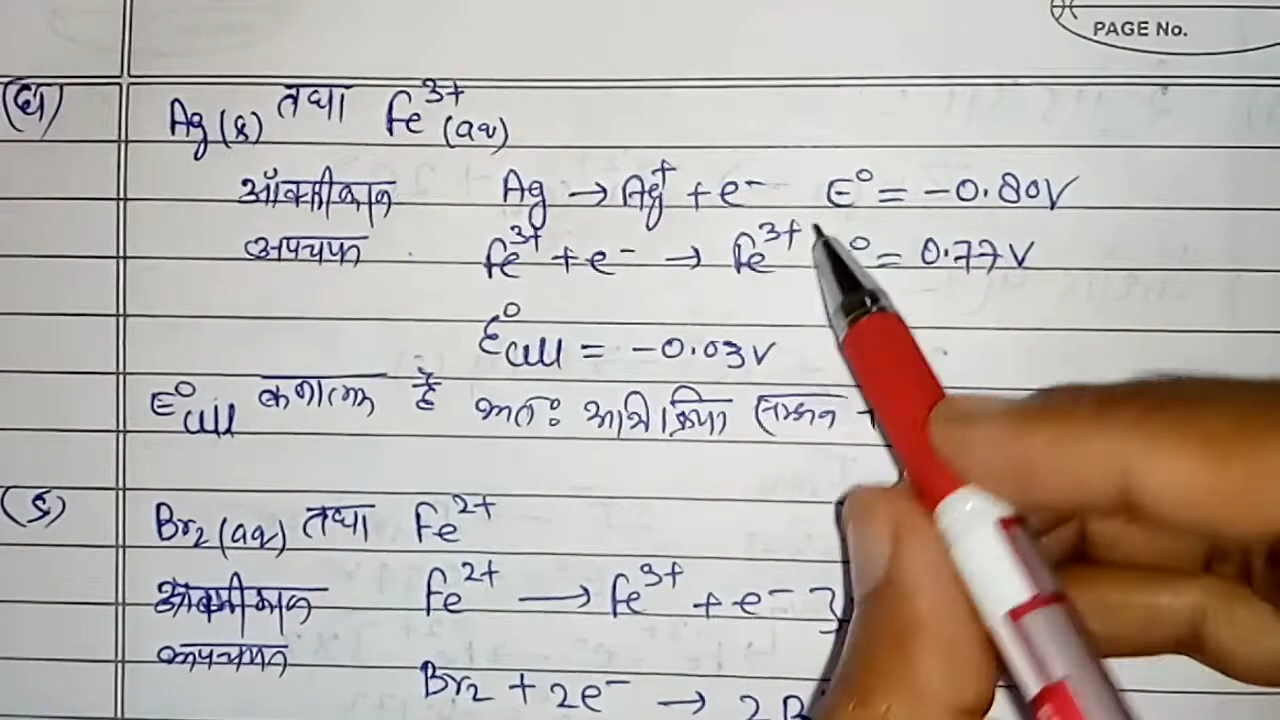 PAGE No.
(घ) Ag(s) तथा Fe³⁺(aq)
ऑक्सीकरण Ag → Ag⁺ + e⁻ E° = -0.80V
अपचयन Fe³⁺ + e⁻ → Fe³⁺ ° = 0.77V
E°cell = -0.03V
E°cell ऋणात्मक है अतः अभिक्रिया सम्भव
(ङ) Br₂(aq) तथा Fe²⁺
ऑक्सीकरण Fe²⁺ → Fe³⁺ + e⁻ }
अपचयन
Br₂ + 2e⁻ → 2B